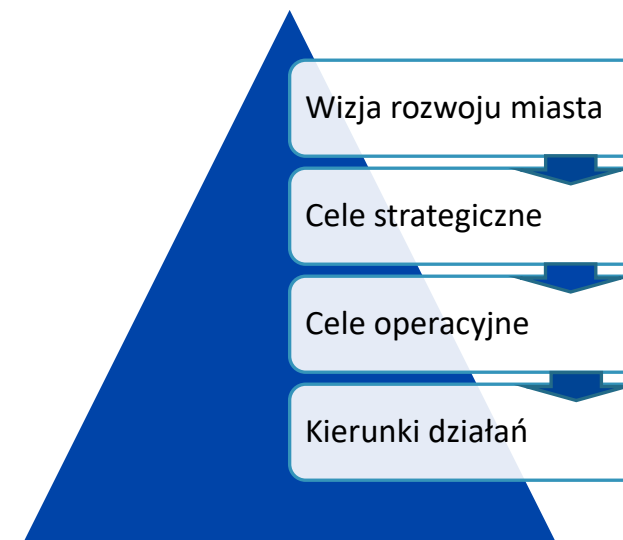 Wizja rozwoju miasta
Cele strategiczne
Cele operacyjne
Kierunki działań